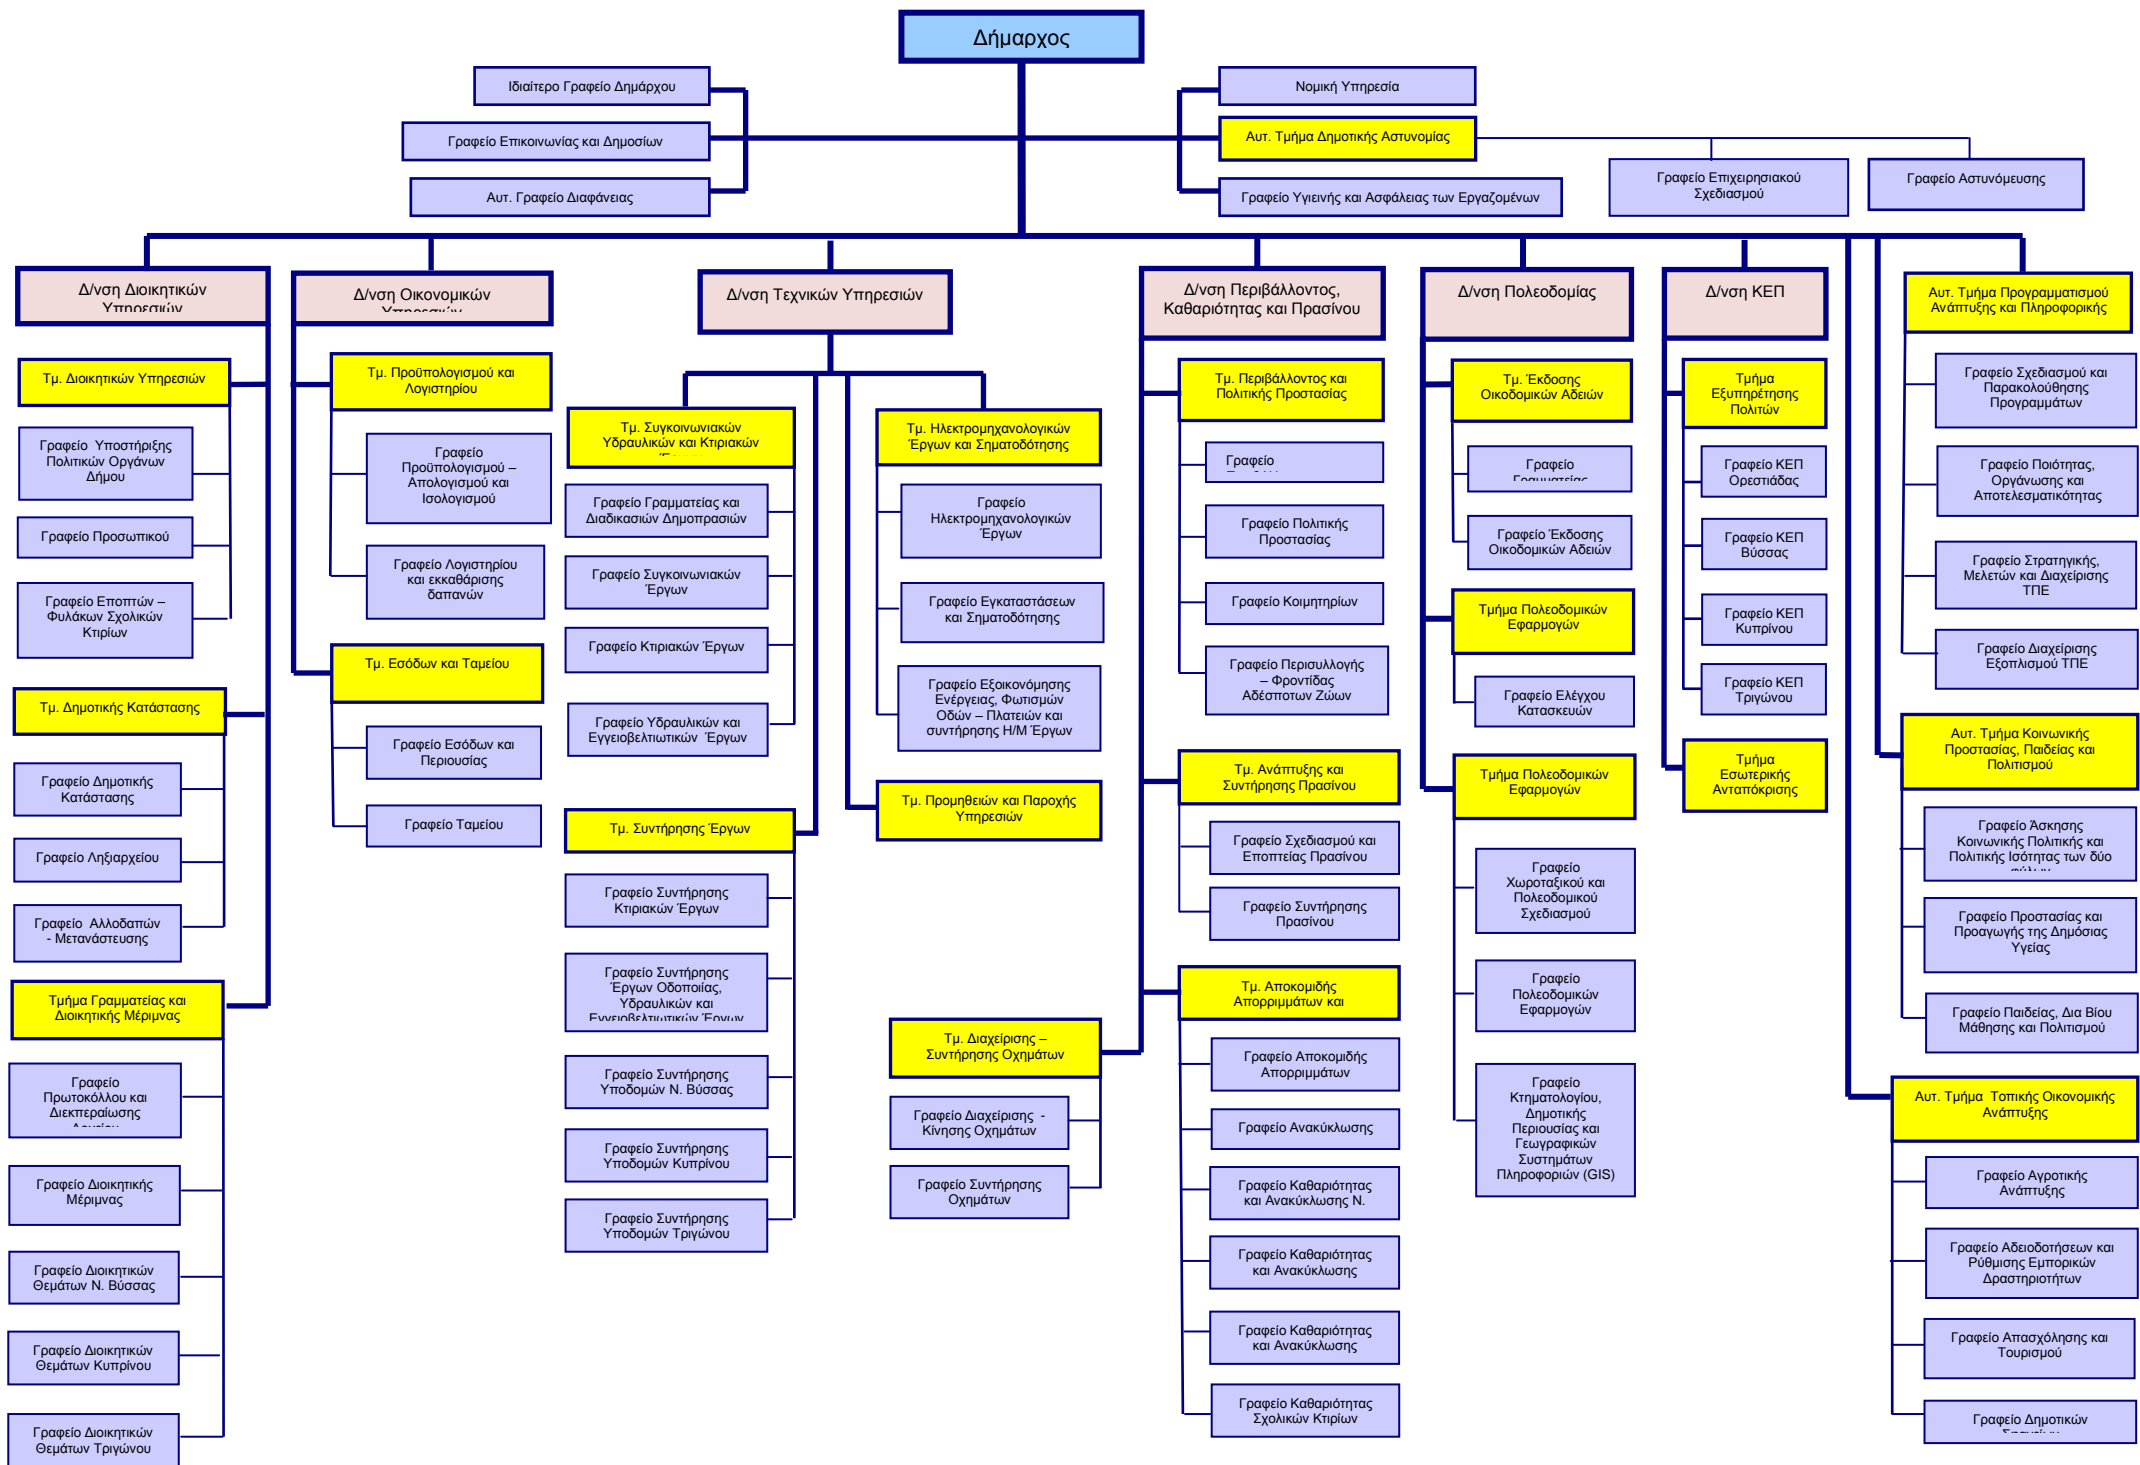 Δήμαρχος
Ιδιαίτερο Γραφείο Δημάρχου
Γραφείο Επικοινωνίας και Δημοσίων
Αυτ. Γραφείο Διαφάνειας
Νομική Υπηρεσία
Αυτ. Τμήμα Δημοτικής Αστυνομίας
Γραφείο Υγιεινής και Ασφάλειας των Εργαζομένων
Γραφείο Επιχειρησιακού
Σχεδιασμού
Γραφείο Αστυνόμευσης
Δ/νση Διοικητικών
Υπηρεσιών
Τμ. Διοικητικών Υπηρεσιών
Γραφείο Υποστήριξης
Πολιτικών Οργάνων
Δήμου
Γραφείο Προσωπικού
Γραφείο Εποπτών –
Φυλάκων Σχολικών
Κτιρίων
Τμ. Δημοτικής Κατάστασης
Γραφείο Δημοτικής
Κατάστασης
Γραφείο Ληξιαρχείου
Γραφείο Αλλοδαπών
- Μετανάστευσης
Τμήμα Γραμματείας και
Διοικητικής Μέριμνας
Γραφείο
Πρωτοκόλλου και
Διεκπεραίωσης
Γραφείο Διοικητικής
Μέριμνας
Γραφείο Διοικητικών
Θεμάτων Ν. Βύσσας
Γραφείο Διοικητικών
Θεμάτων Κυπρίνου
Γραφείο Διοικητικών
Θεμάτων Τριγώνου
Δ/νση Οικονομικών
Υπηρεσιών
Τμ. Προϋπολογισμού και
Λογιστηρίου
Γραφείο
Προϋπολογισμού –
Απολογισμού και
Ισολογισμού
Γραφείο Λογιστηρίου
και εκκαθάρισης
δαπανών
Τμ. Εσόδων και Ταμείου
Γραφείο Εσόδων και
Περιουσίας
Γραφείο Ταμείου
Δ/νση Τεχνικών Υπηρεσιών
Τμ. Συγκοινωνιακών
Υδραυλικών και Κτιριακών
Γραφείο Γραμματείας και
Διαδικασιών Δημοπρασιών
Γραφείο Συγκοινωνιακών
Έργων
Γραφείο Κτιριακών Έργων
Γραφείο Υδραυλικών και
Εγγειοβελτιωτικών Έργων
Τμ. Συντήρησης Έργων
Γραφείο Συντήρησης
Κτιριακών Έργων
Γραφείο Συντήρησης
Έργων Οδοποιίας,
Υδραυλικών και
Εγγειοβελτιωτικών Έργων
Γραφείο Συντήρησης
Υποδομών Ν. Βύσσας
Γραφείο Συντήρησης
Υποδομών Κυπρίνου
Γραφείο Συντήρησης
Υποδομών Τριγώνου
Τμ. Ηλεκτρομηχανολογικών
Έργων και Σηματοδότησης
Γραφείο
Ηλεκτρομηχανολογικών
Έργων
Γραφείο Εγκαταστάσεων
και Σηματοδότησης
Γραφείο Εξοικονόμησης
Ενέργειας, Φωτισμών
Οδών – Πλατειών και
συντήρησης Η/Μ Έργων
Τμ. Προμηθειών και Παροχής
Υπηρεσιών
Δ/νση Περιβάλλοντος,
Καθαριότητας και Πρασίνου
Τμ. Περιβάλλοντος και
Πολιτικής Προστασίας
Γραφείο
Γραφείο Πολιτικής
Προστασίας
Γραφείο Κοιμητηρίων
Γραφείο Περισυλλογής
– Φροντίδας
Αδέσποτων Ζώων
Τμ. Ανάπτυξης και
Συντήρησης Πρασίνου
Γραφείο Σχεδιασμού και
Εποπτείας Πρασίνου
Γραφείο Συντήρησης
Πρασίνου
Τμ. Αποκομιδής
Απορριμμάτων και
Γραφείο Αποκομιδής
Απορριμμάτων
Γραφείο Ανακύκλωσης
Γραφείο Καθαριότητας
και Ανακύκλωσης Ν.
Γραφείο Καθαριότητας
και Ανακύκλωσης
Γραφείο Καθαριότητας
και Ανακύκλωσης
Γραφείο Καθαριότητας
Σχολικών Κτιρίων
Τμ. Διαχείρισης –
Συντήρησης Οχημάτων
Γραφείο Διαχείρισης -
Κίνησης Οχημάτων
Γραφείο Συντήρησης
Οχημάτων
Δ/νση Πολεοδομίας
Τμ. Έκδοσης
Οικοδομικών Αδειών
Γραφείο
Γραμματείας
Γραφείο Έκδοσης
Οικοδομικών Αδειών
Τμήμα Πολεοδομικών
Εφαρμογών
Γραφείο Ελέγχου
Κατασκευών
Τμήμα Πολεοδομικών
Εφαρμογών
Γραφείο
Χωροταξικού και
Πολεοδομικού
Σχεδιασμού
Γραφείο
Πολεοδομικών
Εφαρμογών
Γραφείο
Κτηματολογίου,
Δημοτικής
Περιουσίας και
Γεωγραφικών
Συστημάτων
Πληροφοριών (GIS)
Δ/νση ΚΕΠ
Τμήμα
Εξυπηρέτησης
Πολιτών
Γραφείο ΚΕΠ
Ορεστιάδας
Γραφείο ΚΕΠ
Βύσσας
Γραφείο ΚΕΠ
Κυπρίνου
Γραφείο ΚΕΠ
Τριγώνου
Τμήμα
Εσωτερικής
Ανταπόκρισης
Αυτ. Τμήμα Προγραμματισμού
Ανάπτυξης και Πληροφορικής
Γραφείο Σχεδιασμού και
Παρακολούθησης
Προγραμμάτων
Γραφείο Ποιότητας,
Οργάνωσης και
Αποτελεσματικότητας
Γραφείο Στρατηγικής,
Μελετών και Διαχείρισης
ΤΠΕ
Γραφείο Διαχείρισης
Εξοπλισμού ΤΠΕ
Αυτ. Τμήμα Κοινωνικής
Προστασίας, Παιδείας και
Πολιτισμού
Γραφείο Άσκησης
Κοινωνικής Πολιτικής και
Πολιτικής Ισότητας των δύο
Γραφείο Προστασίας και
Προαγωγής της Δημόσιας
Υγείας
Γραφείο Παιδείας, Δια Βίου
Μάθησης και Πολιτισμού
Αυτ. Τμήμα Τοπικής Οικονομικής
Ανάπτυξης
Γραφείο Αγροτικής
Ανάπτυξης
Γραφείο Αδειοδοτήσεων και
Ρύθμισης Εμπορικών
Δραστηριοτήτων
Γραφείο Απασχόλησης και
Τουρισμού
Γραφείο Δημοτικών